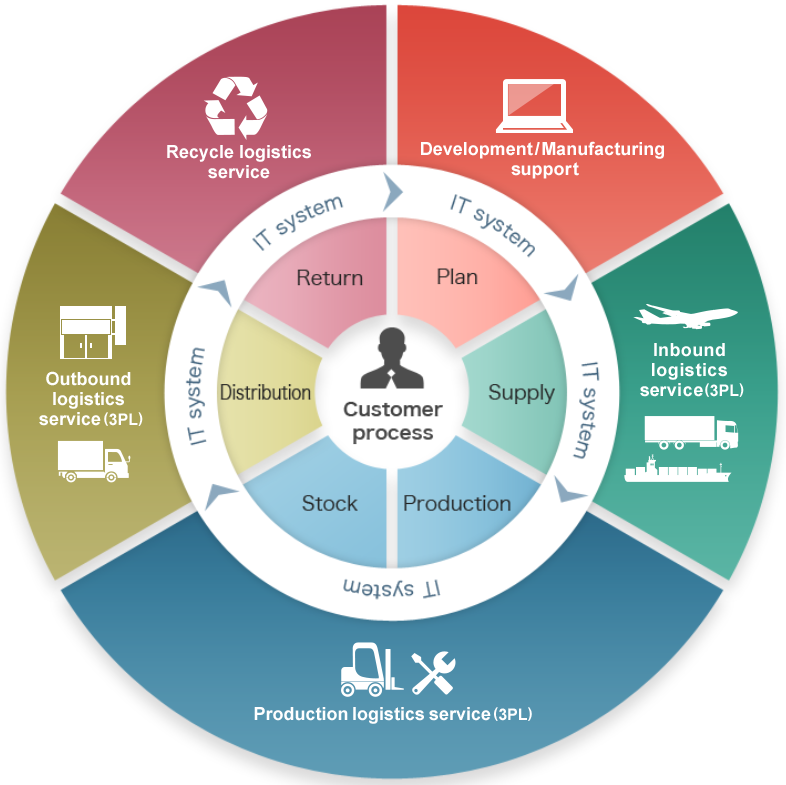 Recycle logistics
service
Development/Manufacturing
support
IT system
IT system
Return
Plan
Inbound
logistics
service(3PL)
Outbound
logistics
service(3PL)
IT system
IT system
Distribution
Supply
Customer
process
Stock
Production
IT system
Production logistics service(3PL)